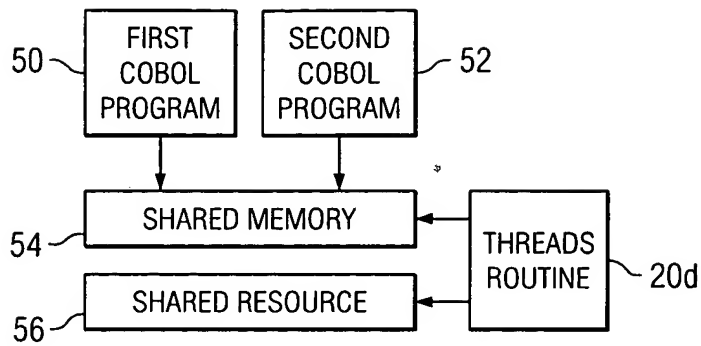 50
FIRST
COBOL
PROGRAM
SECOND
COBOL
PROGRAM
52
SHARED MEMORY
54
THREADS
ROUTINE
20d
SHARED RESOURCE
56